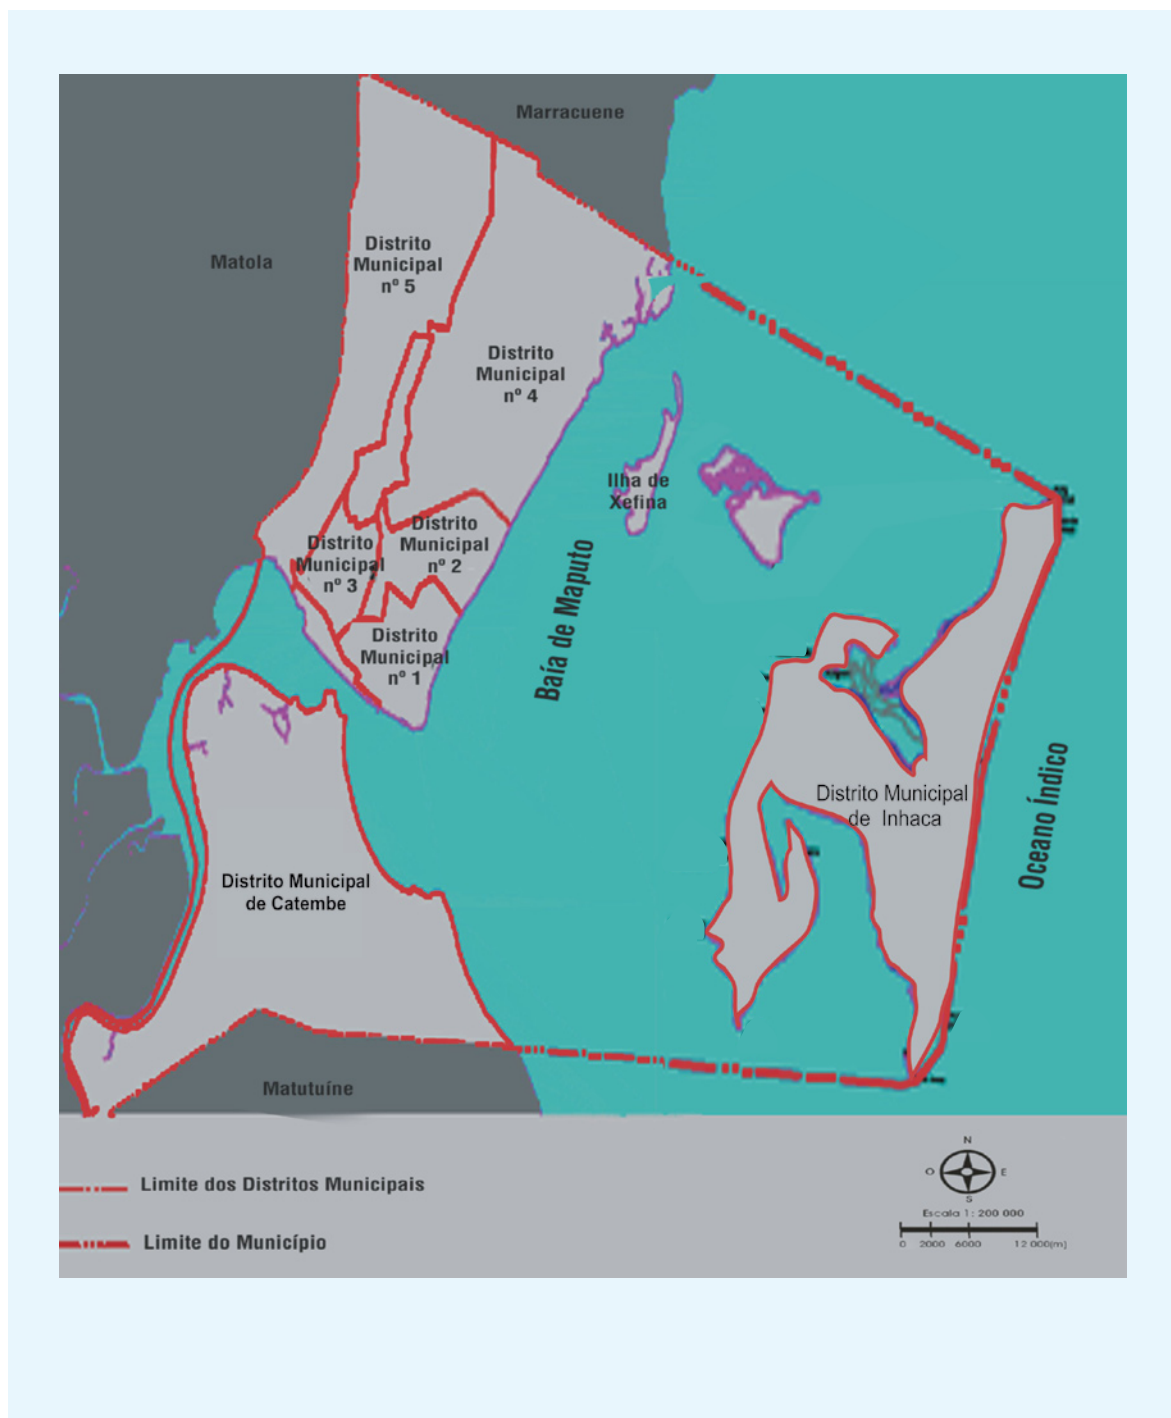 Marracuene
Matola
Distrito
Municipal
nº 5
Distrito
Municipal
nº 4
Ilha de
Xefina
Distrito
Municipal
nº 2
Distrito
Municipal
nº 3
Distrito
Municipal
nº 1
Baía de Maputo
Distrito Municipal
de Inhaca
Oceano Índico
Distrito Municipal
de Catembe
Matutuíne
Limite dos Distritos Municipais
Limite do Município
N
O
E
S
Escala 1: 200 000
0 2000 6000 12 000(m)